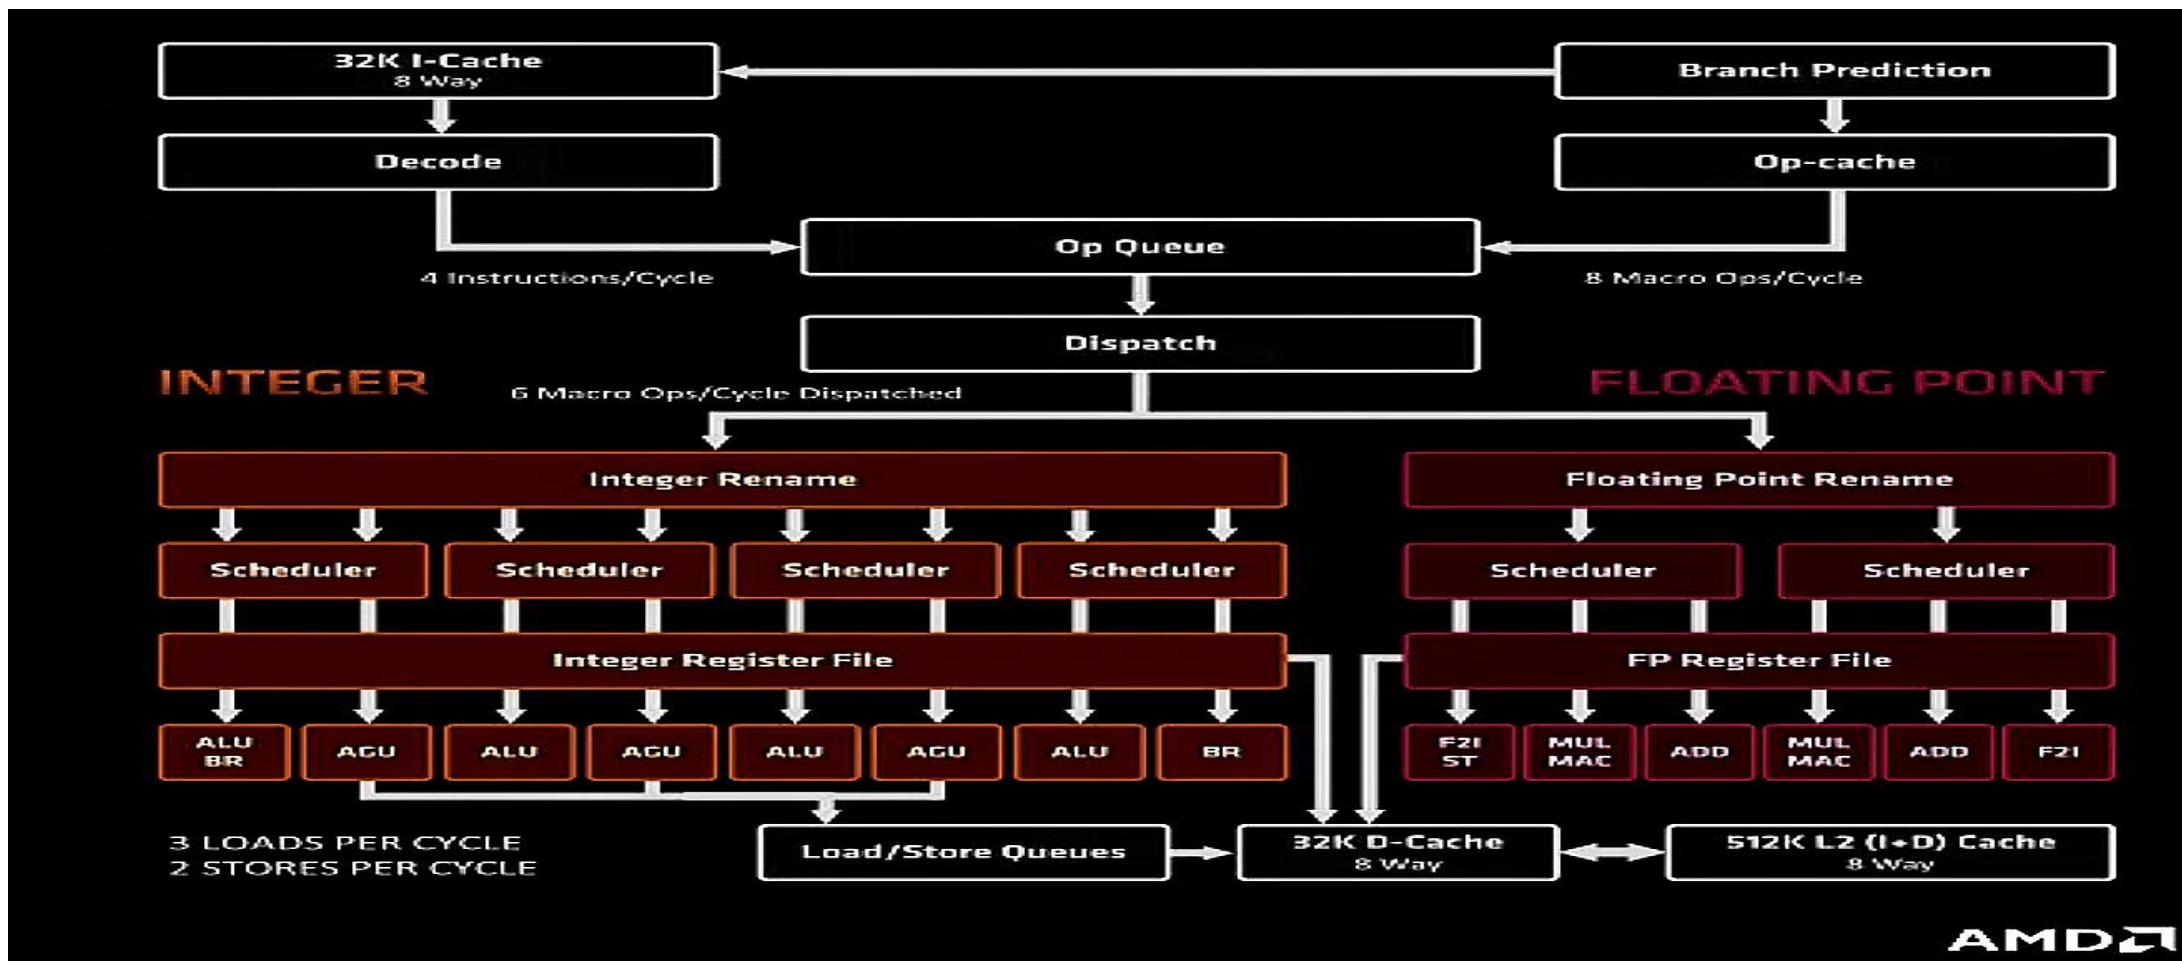 32K I-Cache
8 Way
Branch Prediction
Decode
Op-cache
Op Queue
4 Instructions/Cycle
8 Macro Ops/Cycle
Dispatch
INTEGER
6 Macro Ops/Cycle Dispatched
FLOATING POINT
Integer Rename
Floating Point Rename
Scheduler
Scheduler
Scheduler
Scheduler
Scheduler
Scheduler
Integer Register File
FP Register File
ALU
BR
AGU
ALU
AGU
ALU
AGU
ALU
BR
F2I
ST
MUL
MAC
ADD
MUL
MAC
ADD
F2I
3 LOADS PER CYCLE
2 STORES PER CYCLE
Load/Store Queues
32K D-Cache
8 Way
512K L2 (I+D) Cache
8 Way
AMD